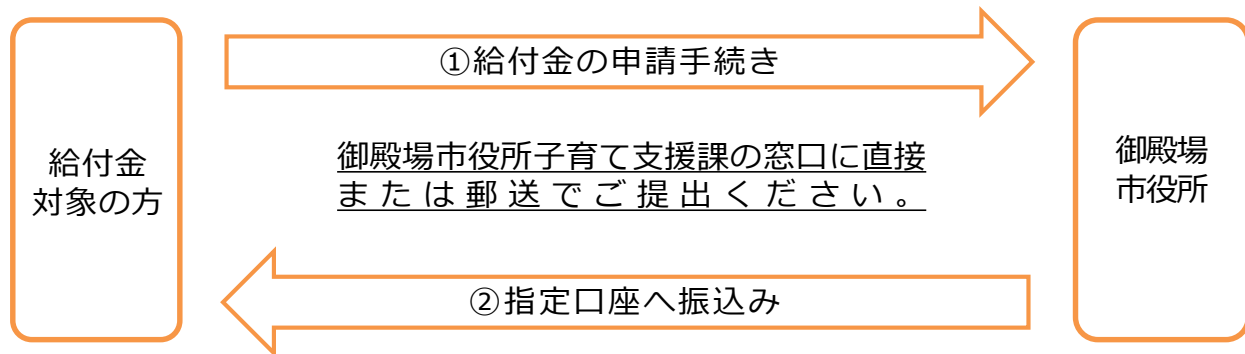 給付金
対象の方
①給付金の申請手続き
御殿場市役所子育て支援課の窓口に直接
または郵送でご提出ください。
②指定口座へ振込み
御殿場
市役所